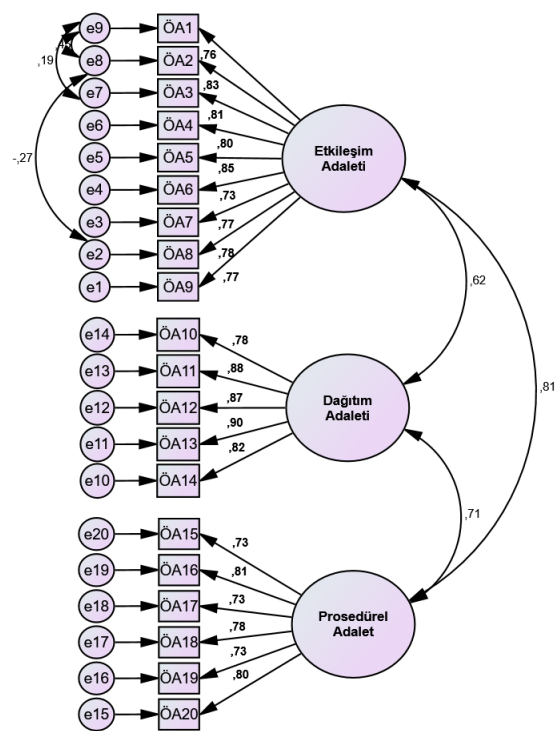 e9
ÖA1
e8
ÖA2
,76
,19
e7
ÖA3
,83
e6
ÖA4
,81
Etkileşim
Adaleti
-,27
e5
ÖA5
,80
e4
ÖA6
,85
e3
ÖA7
,73
e2
ÖA8
,77
,78
e1
ÖA9
,77
,62
e14
ÖA10
,78
e13
ÖA11
,88
e12
ÖA12
,87
Dağıtım
Adaleti
,81
e11
ÖA13
,90
e10
ÖA14
,82
,71
e20
ÖA15
,73
e19
ÖA16
,81
e18
ÖA17
,73
Prosedürel
Adalet
e17
ÖA18
,78
e16
ÖA19
,73
e15
ÖA20
,80